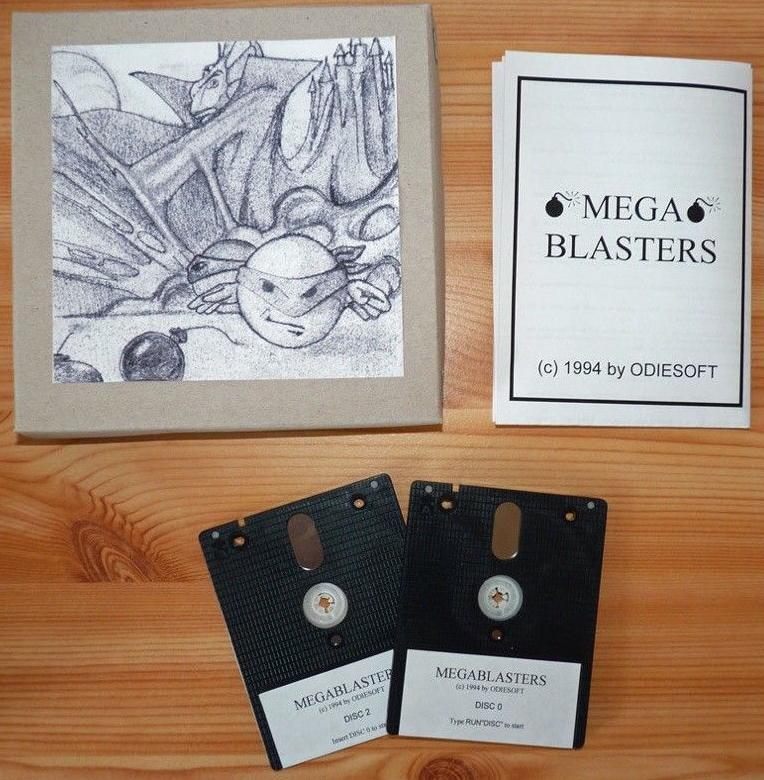 MEGA
BLASTERS
(c) 1994 by ODIESOFT
MEGABLASTER
(c) 1994 by ODIESOFT
DISC 2
Insert DISC 0 to
MEGABLASTERS
(c) 1994 by ODIESOFT
DISC 0
Type RUN"DISC" to start